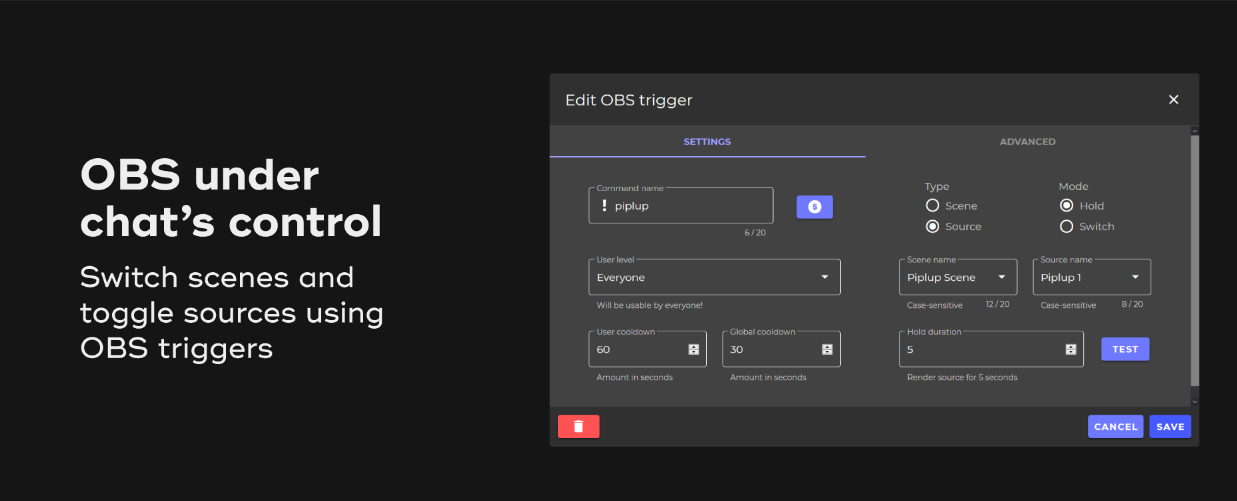 OBS under
chat's control
Switch scenes and
toggle sources using
OBS triggers
Edit OBS trigger
SETTINGS
ADVANCED
Command name
! piplup
6 / 20
Type
Scene
Source
Mode
Hold
Switch
User level
Everyone
Will be usable by everyone!
Scene name
Piplup Scene
Case-sensitive
12 / 20
Source name
Piplup 1
Case-sensitive
8 / 20
User cooldown
60
Amount in seconds
Global cooldown
30
Amount in seconds
Hold duration
5
Render source for 5 seconds
TEST
CANCEL
SAVE